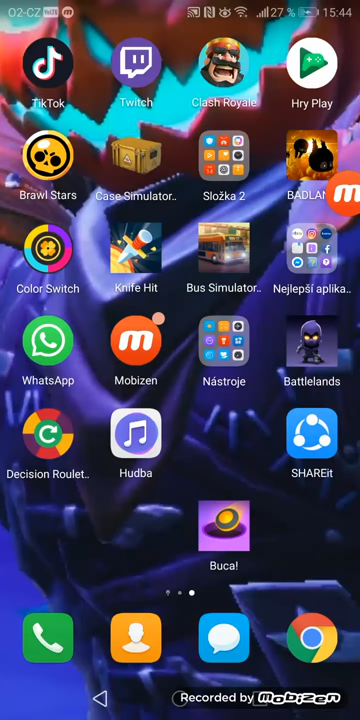 O2-CZ VoLTE 27 % 15:44
TikTok Twitch Clash Royale Hry Play
Brawl Stars Case Simulator.. Složka 2 BADLAN
Color Switch Knife Hit Bus Simulator.. Nejlepší aplika..
WhatsApp Mobizen Nástroje Battlelands
Decision Roulet.. Hudba SHAREit
Buca!
Recorded by mobizen